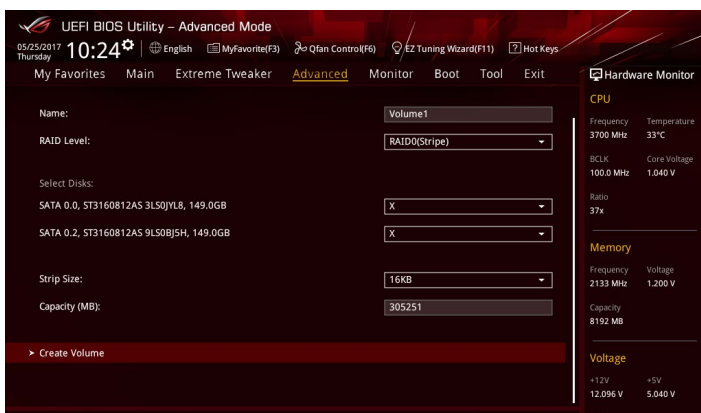 UEFI BIOS Utility – Advanced Mode
05/25/2017 Thursday 10:24 English MyFavorite(F3) Qfan Control(F6) EZ Tuning Wizard(F11) ? Hot Keys
My Favorites Main Extreme Tweaker Advanced Monitor Boot Tool Exit
Name: Volume1
RAID Level: RAID0(Stripe)
Select Disks:
SATA 0.0, ST3160812AS 3LS0JYL8, 149.0GB X
SATA 0.2, ST3160812AS 9LS0BJ5H, 149.0GB X
Strip Size: 16KB
Capacity (MB): 305251
> Create Volume
Hardware Monitor
CPU
Frequency Temperature
3700 MHz 33°C
BCLK Core Voltage
100.0 MHz 1.040 V
Ratio
37x
Memory
Frequency Voltage
2133 MHz 1.200 V
Capacity
8192 MB
Voltage
+12V +5V
12.096 V 5.040 V